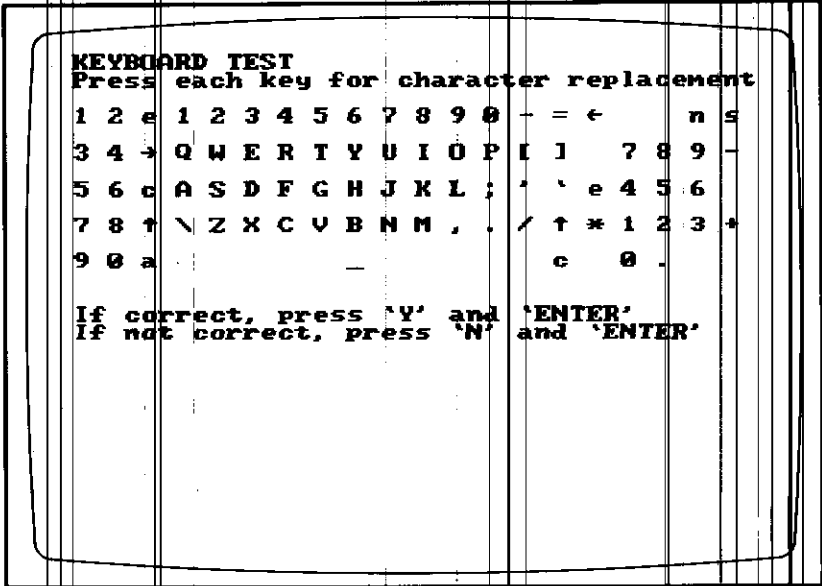 KEYBOARD TEST
Press each key for character replacement
1 2 e 1 2 3 4 5 6 7 8 9 0 - = ← n s
3 4 → Q W E R T Y U I O P [ ] 7 8 9 -
5 6 c A S D F G H J K L ; ' ` e 4 5 6
7 8 ↑ \ Z X C V B N M , . / ↑ * 1 2 3 +
9 0 a _ c 0 .
If correct, press `Y' and `ENTER'
If not correct, press `N' and `ENTER'